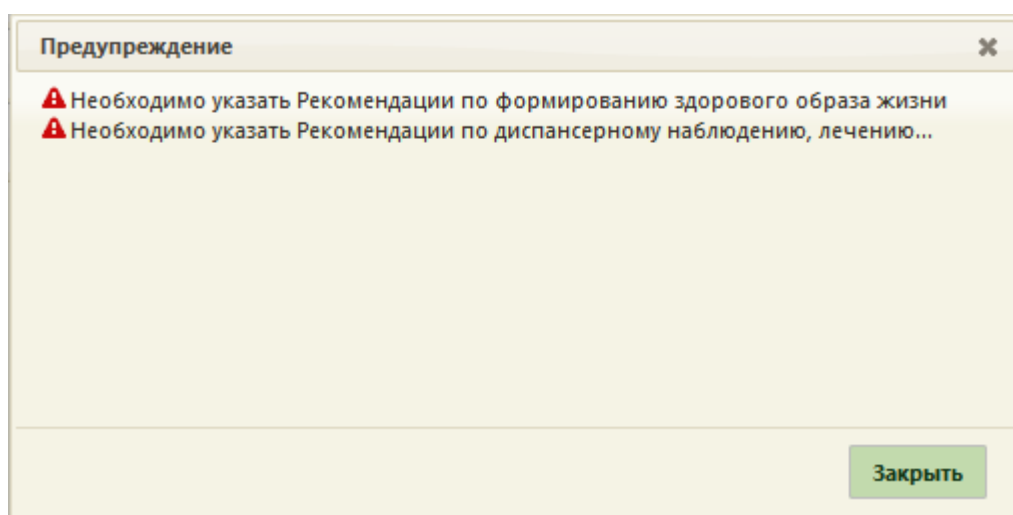 Предупреждение
Необходимо указать Рекомендации по формированию здорового образа жизни
Необходимо указать Рекомендации по диспансерному наблюдению, лечению...
Закрыть